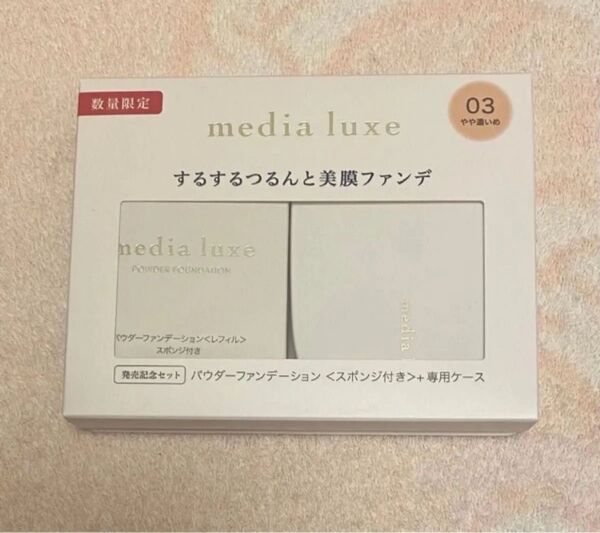 数量限定
03
やや濃いめ
media luxe
するするつるんと美膜ファンデ
media luxe
POWDER FOUNDATION
パウダーファンデーション<レフィル>
スポンジ付き
media l
発売記念セット パウダーファンデーション <スポンジ付き>+専用ケース